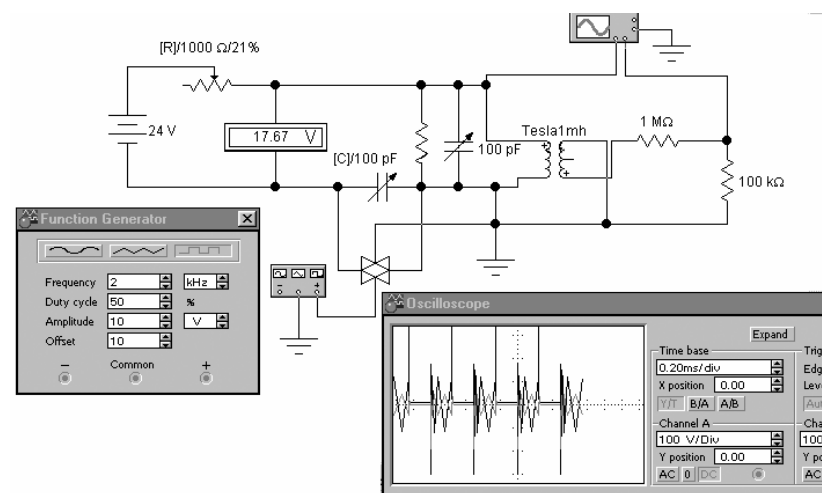 [R]/1000 Ω/21%
24 V
17.67 V
[C]/100 pF
100 pF
Tesla1mh
1 MΩ
100 kΩ
Function Generator
Frequency 2 kHz
Duty cycle 50 %
Amplitude 10 V
Offset 10
− Common +
− +
Oscilloscope
Expand
Time base
0.20ms/div
X position 0.00
Y/T B/A A/B
Channel A
100 V/Div
Y position 0.00
AC 0 DC
Trig
Edg
Lev
Au
Cha
100
Y po
AC